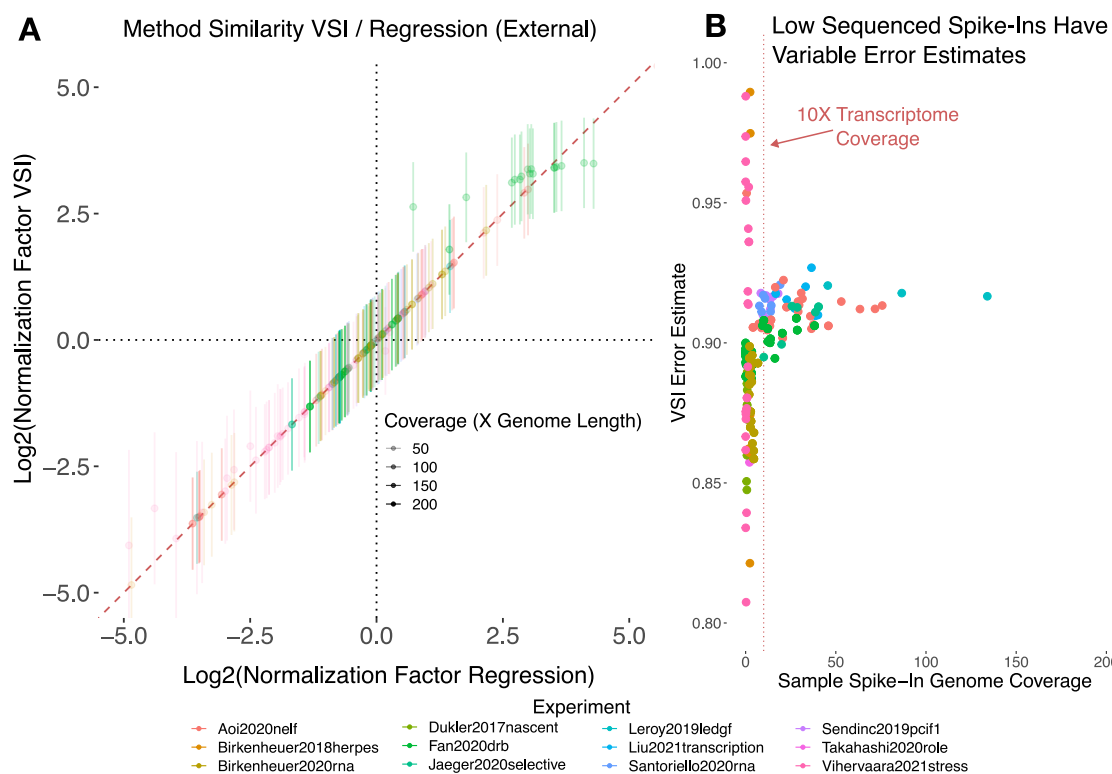 A
Method Similarity VSI / Regression (External)
Log2(Normalization Factor VSI)
5.0
2.5
0.0
−2.5
−5.0
−5.0
−2.5
0.0
2.5
5.0
Log2(Normalization Factor Regression)
Coverage (X Genome Length)
50
100
150
200
B
Low Sequenced Spike-Ins Have
Variable Error Estimates
10X Transcriptome
Coverage
VSI Error Estimate
1.00
0.95
0.90
0.85
0.80
0
50
100
150
200
Sample Spike−In Genome Coverage
Experiment
Aoi2020nelf
Birkenheuer2018herpes
Birkenheuer2020rna
Dukler2017nascent
Fan2020drb
Jaeger2020selective
Leroy2019ledgf
Liu2021transcription
Santoriello2020rna
Sendinc2019pcif1
Takahashi2020role
Vihervaara2021stress